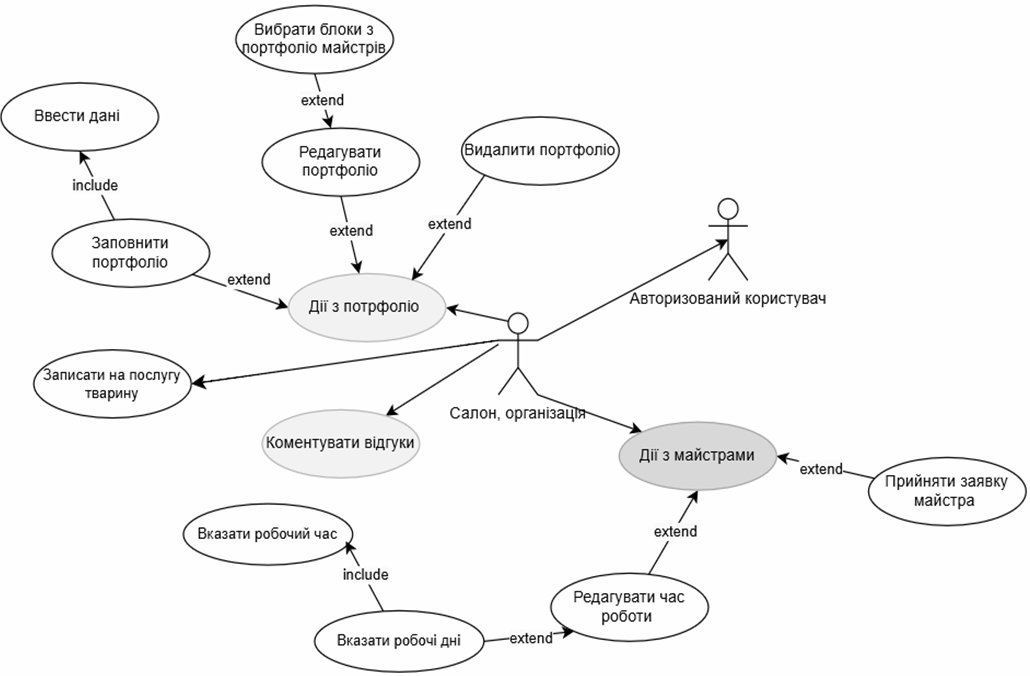 Вибрати блоки з
портфоліо майстрів
extend
Ввести дані
Редагувати
портфоліо
Видалити портфоліо
include
extend
extend
Заповнити
портфоліо
extend
Дії з потрфоліо
Авторизований користувач
Записати на послугу
тварину
Салон, організація
Коментувати відгуки
Дії з майстрами
extend
Прийняти заявку
майстра
Вказати робочий час
extend
include
Редагувати час
роботи
Вказати робочі дні
extend